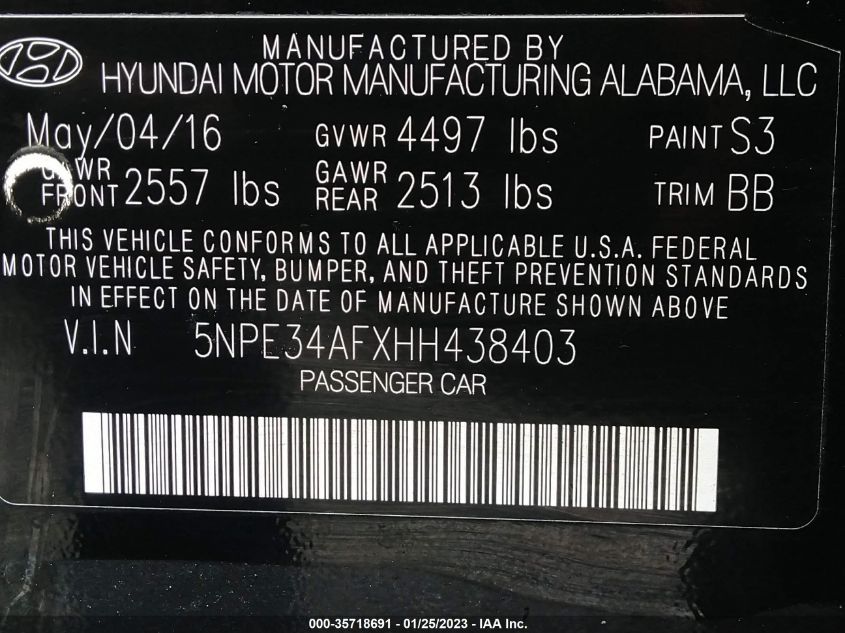 MANUFACTURED BY
HYUNDAI MOTOR MANUFACTURING ALABAMA, LLC
May/04/16 GVWR 4497 lbs PAINT S3
GAWR FRONT 2557 lbs GAWR REAR 2513 lbs TRIM BB
THIS VEHICLE CONFORMS TO ALL APPLICABLE U.S.A. FEDERAL
MOTOR VEHICLE SAFETY, BUMPER, AND THEFT PREVENTION STANDARDS
IN EFFECT ON THE DATE OF MANUFACTURE SHOWN ABOVE
V.I.N 5NPE34AFXHH438403
PASSENGER CAR
000-35718691 - 01/25/2023 - IAA Inc.